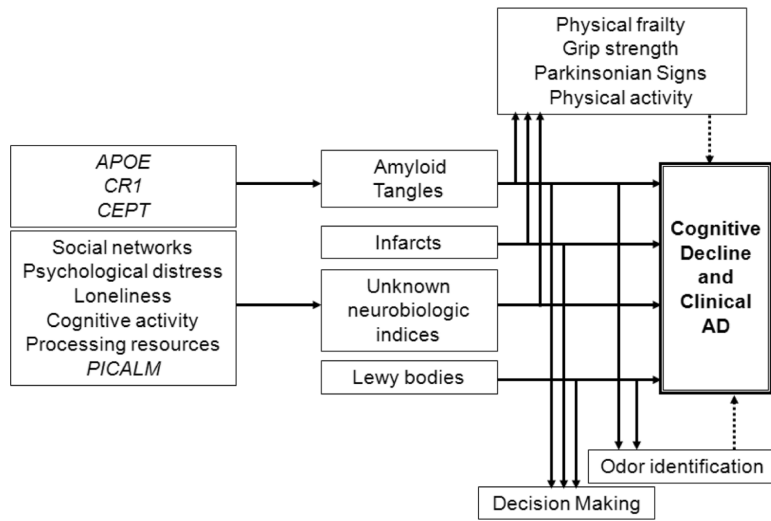 Physical frailty
Grip strength
Parkinsonian Signs
Physical activity
APOE
CR1
CEPT
Amyloid
Tangles
Infarcts
Social networks
Psychological distress
Loneliness
Cognitive activity
Processing resources
PICALM
Unknown
neurobiologic
indices
Lewy bodies
Cognitive
Decline
and
Clinical
AD
Odor identification
Decision Making